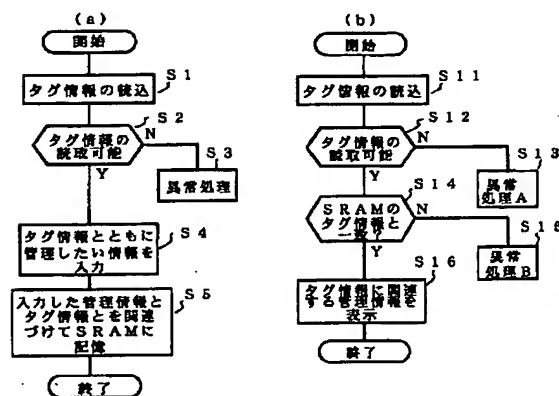 (a)
開始
S1
タグ情報の読込
S2
タグ情報の
読取可能
N
Y
S3
異常処理
S4
タグ情報とともに
管理したい情報を
入力
S5
入力した管理情報と
タグ情報とを関連
づけてSRAMに
記憶
終了
(b)
開始
S11
タグ情報の読込
S12
タグ情報の
読取可能
N
Y
S13
異常
処理A
S14
SRAMの
タグ情報と
一致?
N
Y
S15
異常
処理B
S16
タグ情報に関連
する管理情報を
表示
終了